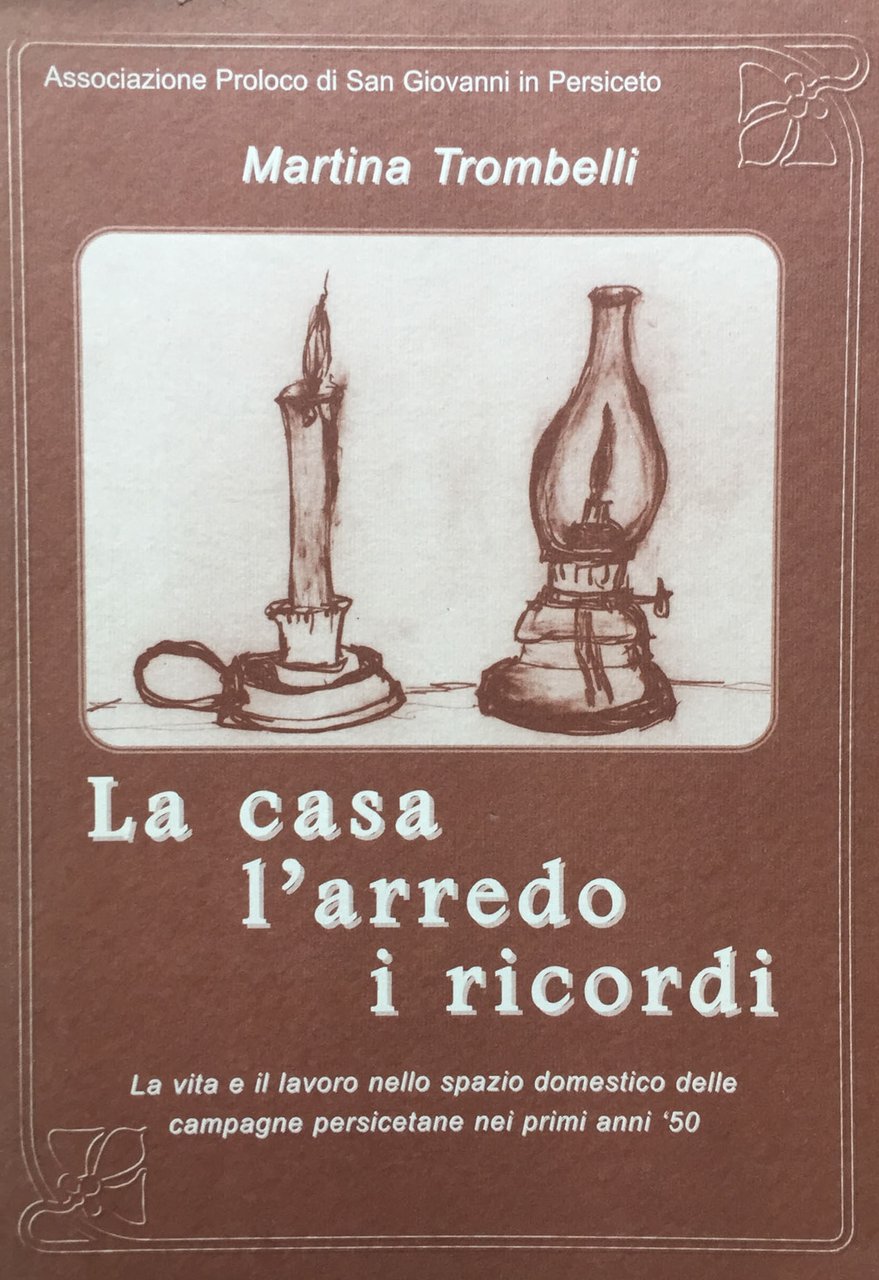 Associazione Proloco di San Giovanni in Persiceto
Martina Trombelli
La casa
l’arredo
i ricordi
La vita e il lavoro nello spazio domestico delle
campagne persicetane nei primi anni ‘50